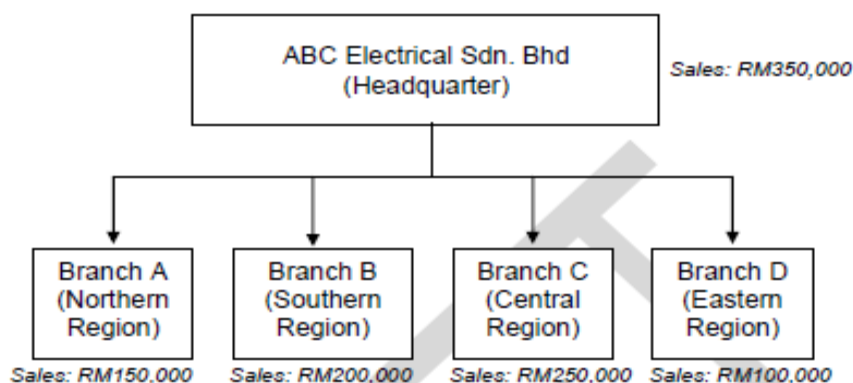 ABC Electrical Sdn. Bhd
(Headquarter)
Sales: RM350,000
Branch A
(Northern
Region)
Sales: RM150,000
Branch B
(Southern
Region)
Sales: RM200,000
Branch C
(Central
Region)
Sales: RM250,000
Branch D
(Eastern
Region)
Sales: RM100,000